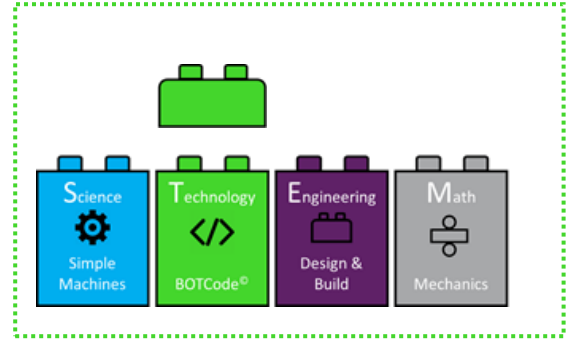 Science
Simple
Machines
Technology
</>
BOTCode©
Engineering
Design &
Build
Math
Mechanics